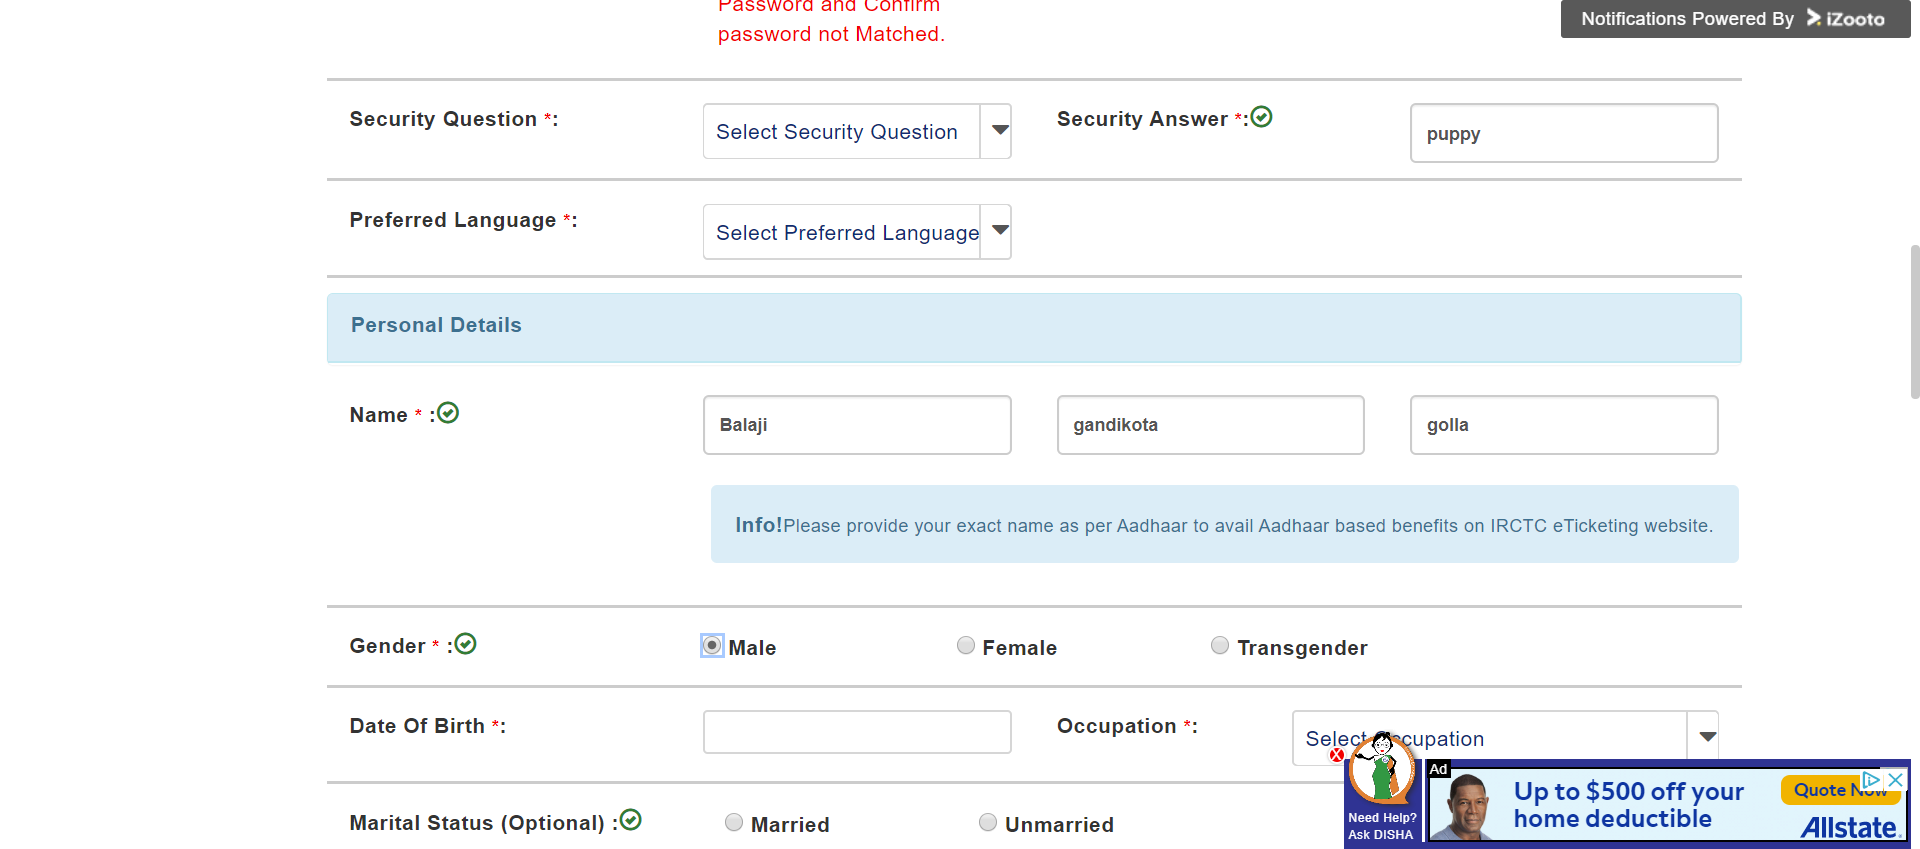 Password and Confirm
password not Matched.
Notifications Powered By iZooto
Security Question *:
Select Security Question
Security Answer *:
puppy
Preferred Language *:
Select Preferred Language
Personal Details
Name * :
Balaji
gandikota
golla
Info!Please provide your exact name as per Aadhaar to avail Aadhaar based benefits on IRCTC eTicketing website.
Gender * :
Male
Female
Transgender
Date Of Birth *:
Occupation *:
Select cupation
Marital Status (Optional) :
Married
Unmarried
X
Need Help?
Ask DISHA
Ad
Up to $500 off your
home deductible
Quote Now
Allstate.